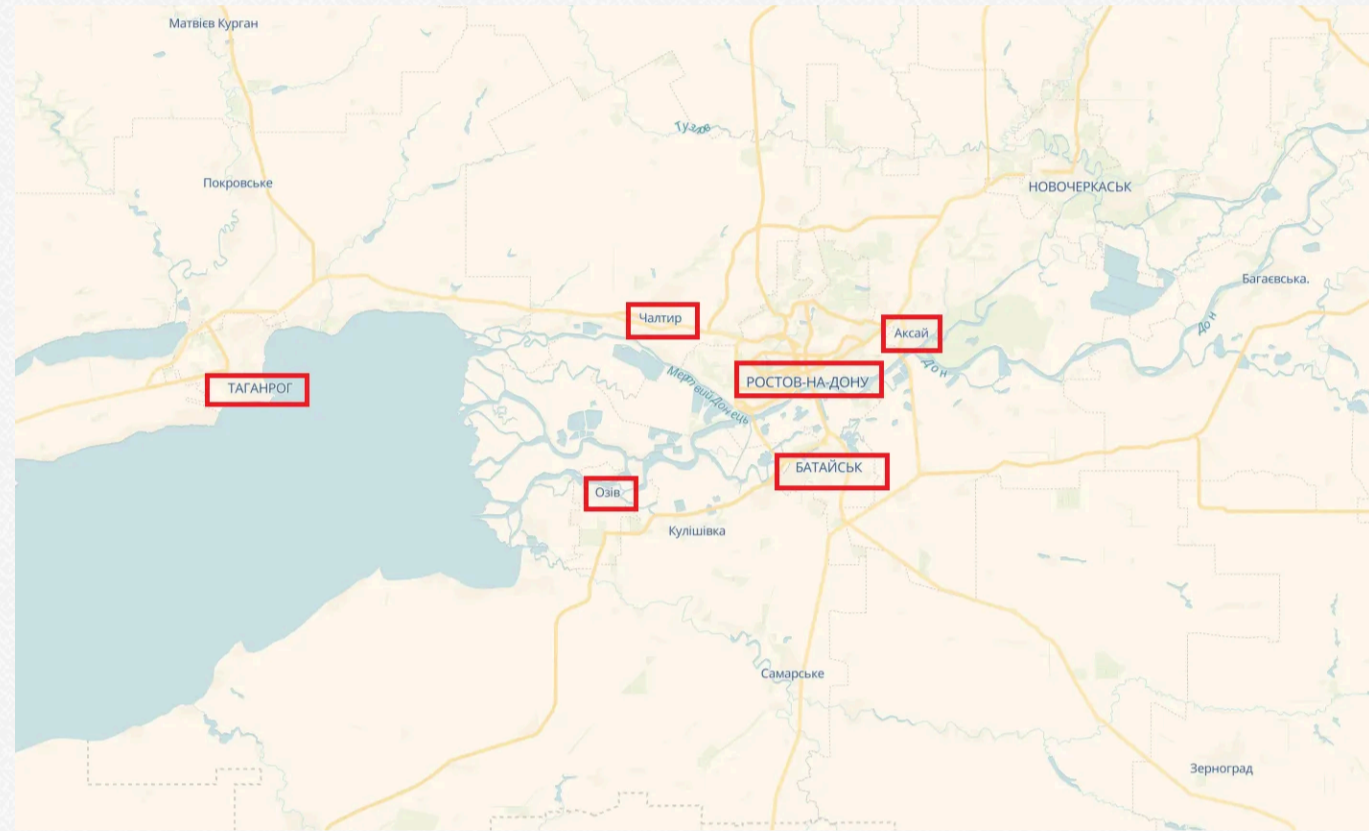 Матвієв Курган
Тузлов
Покровське
НОВОЧЕРКАСЬК
Багаєвська.
Чалтир
Аксай
Дон
Дон
РОСТОВ-НА-ДОНУ
ТАГАНРОГ
Мертвий Донець
БАТАЙСЬК
Озів
Кулішівка
Самарське
Зерноград